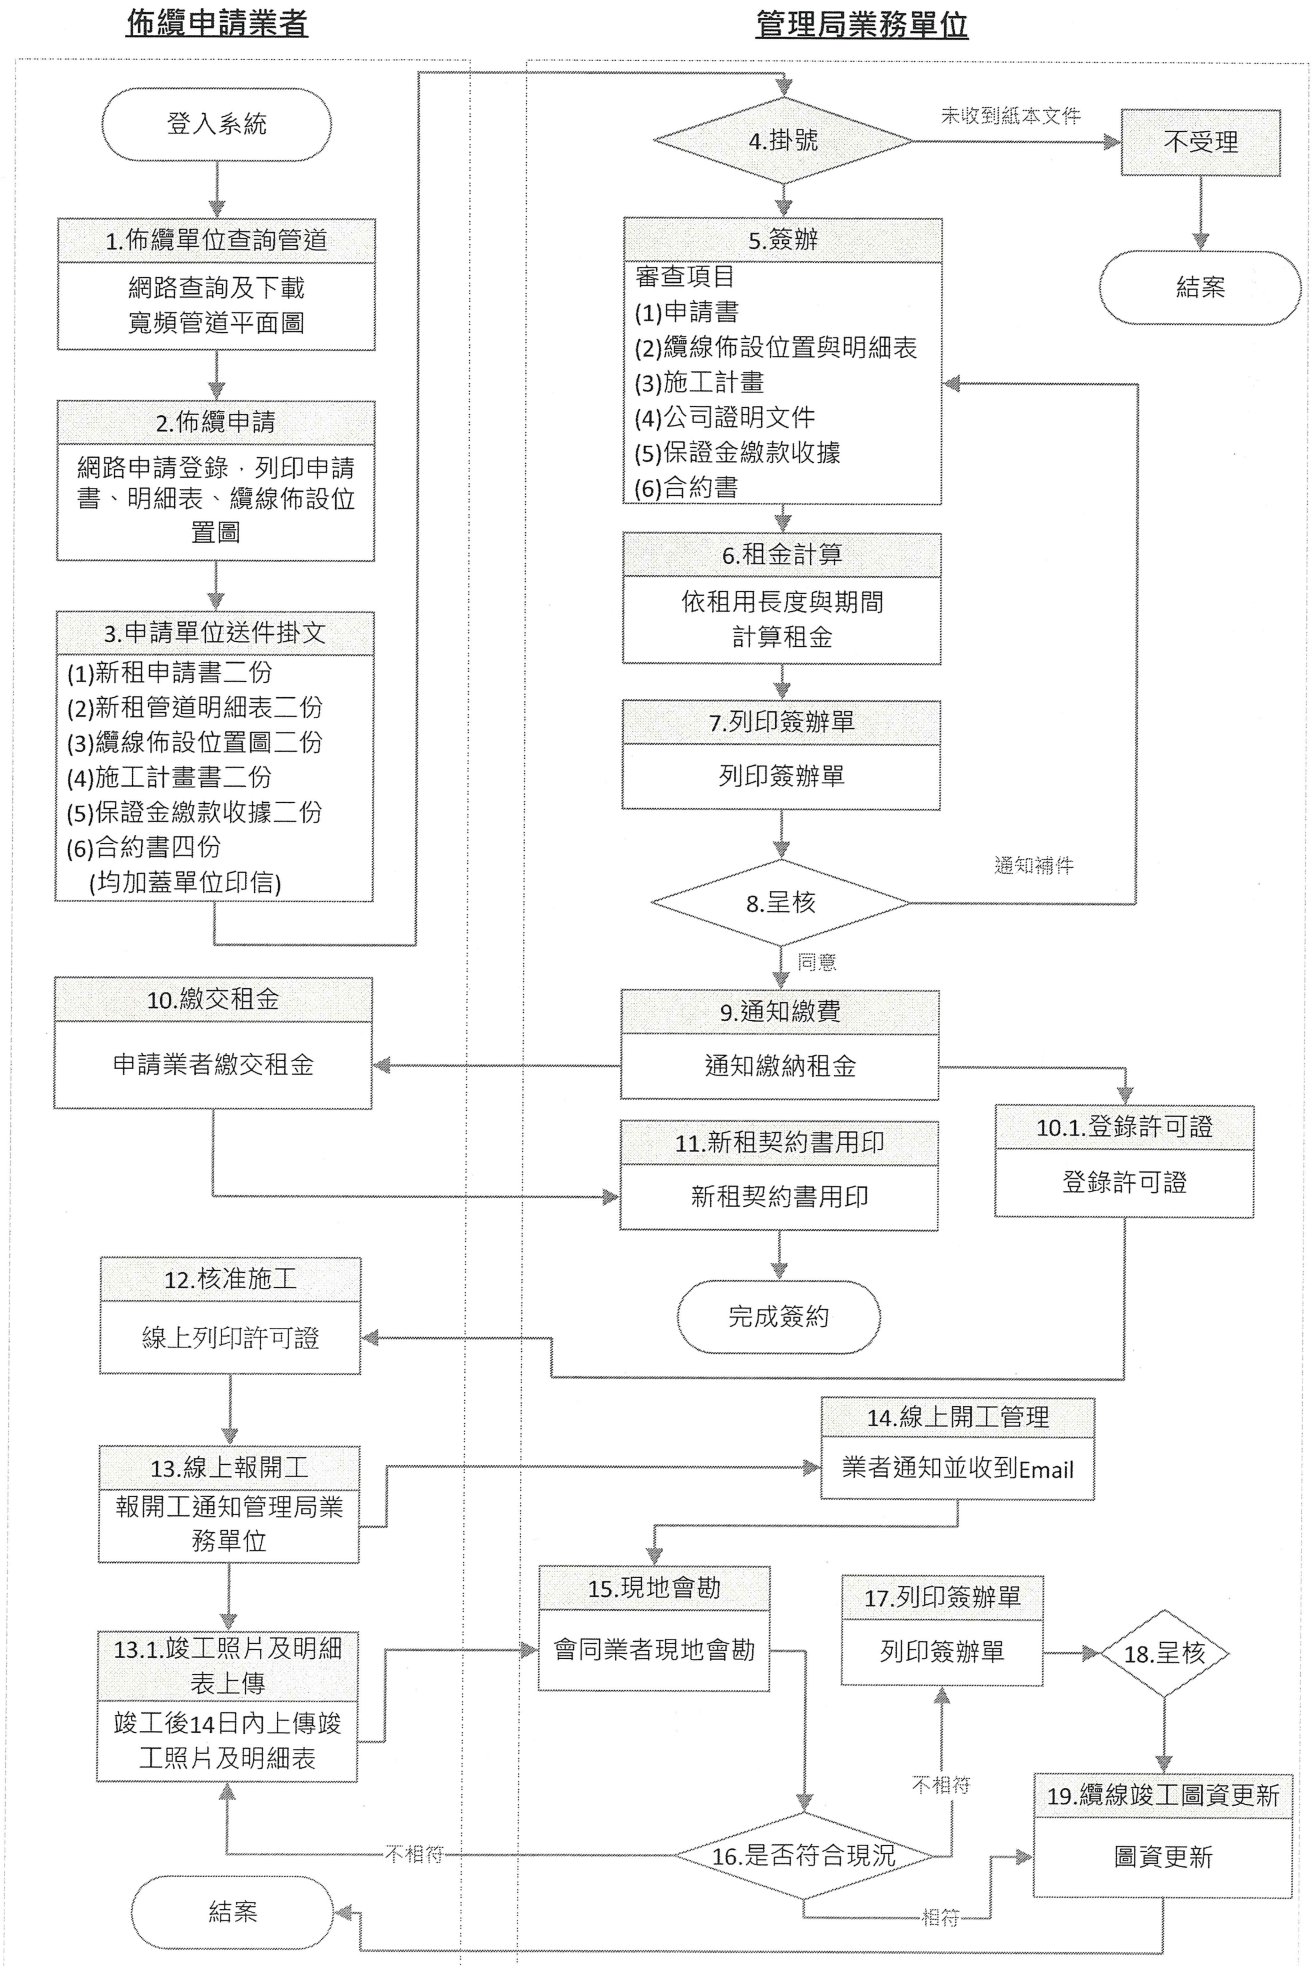 佈纜申請業者
管理局業務單位
登入系統
1.佈纜單位查詢管道
網路查詢及下載
寬頻管道平面圖
2.佈纜申請
網路申請登錄，列印申請
書、明細表、纜線佈設位
置圖
3.申請單位送件掛文
(1)新租申請書二份
(2)新租管道明細表二份
(3)纜線佈設位置圖二份
(4)施工計畫書二份
(5)保證金繳款收據二份
(6)合約書四份
(均加蓋單位印信)
4.掛號
未收到紙本文件
不受理
結案
5.簽辦
審查項目
(1)申請書
(2)纜線佈設位置與明細表
(3)施工計畫
(4)公司證明文件
(5)保證金繳款收據
(6)合約書
6.租金計算
依租用長度與期間
計算租金
7.列印簽辦單
列印簽辦單
8.呈核
通知補件
同意
9.通知繳費
通知繳納租金
10.繳交租金
申請業者繳交租金
10.1.登錄許可證
登錄許可證
11.新租契約書用印
新租契約書用印
完成簽約
12.核准施工
線上列印許可證
13.線上報開工
報開工通知管理局業
務單位
14.線上開工管理
業者通知並收到Email
13.1.竣工照片及明細
表上傳
竣工後14日內上傳竣
工照片及明細表
15.現地會勘
會同業者現地會勘
16.是否符合現況
不相符
不相符
相符
17.列印簽辦單
列印簽辦單
18.呈核
19.纜線竣工圖資更新
圖資更新
結案